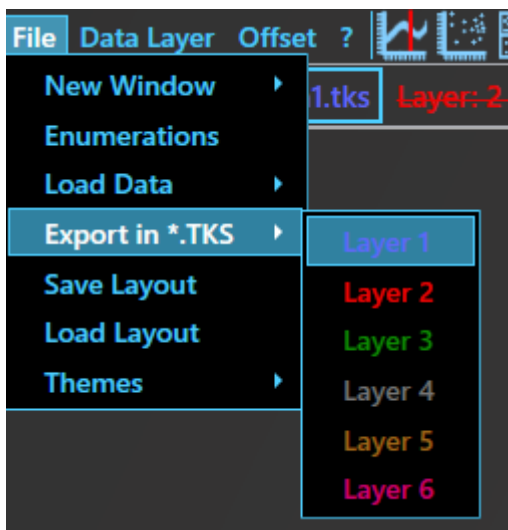 File Data Layer Offset ?
1.tks Layer: 2
New Window
Enumerations
Load Data
Export in *.TKS
Save Layout
Load Layout
Themes
Layer 1
Layer 2
Layer 3
Layer 4
Layer 5
Layer 6